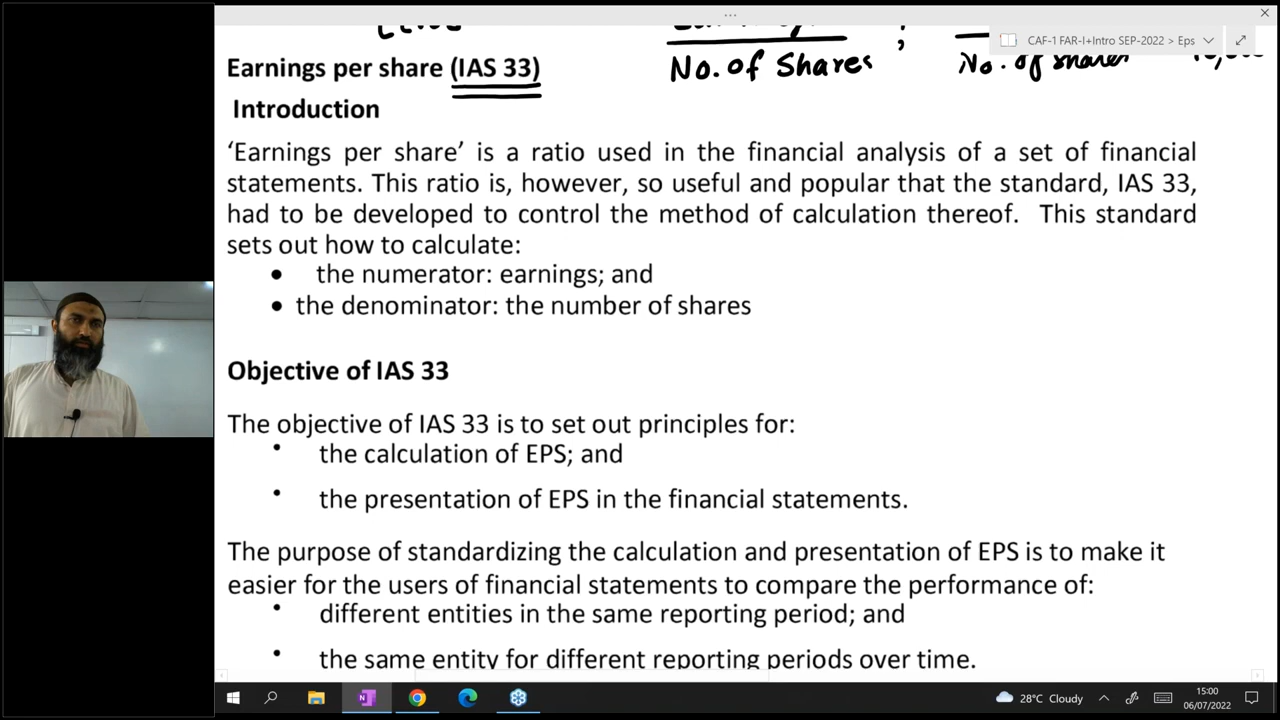 No. of Shares ;
No. of shares
CAF-1 FAR-I+Intro SEP-2022 > Eps
Earnings per share (IAS 33)
Introduction
‘Earnings per share’ is a ratio used in the financial analysis of a set of financial
statements. This ratio is, however, so useful and popular that the standard, IAS 33,
had to be developed to control the method of calculation thereof. This standard
sets out how to calculate:
• the numerator: earnings; and
• the denominator: the number of shares
Objective of IAS 33
The objective of IAS 33 is to set out principles for:
• the calculation of EPS; and
• the presentation of EPS in the financial statements.
The purpose of standardizing the calculation and presentation of EPS is to make it
easier for the users of financial statements to compare the performance of:
• different entities in the same reporting period; and
• the same entity for different reporting periods over time.
28°C Cloudy
15:00
06/07/2022